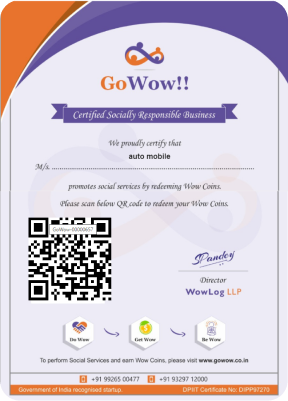 GoWow!!
Certified Socially Responsible Business
We proudly certify that
auto mobile
M/s. ........................................................................
promotes social services by redeeming Wow Coins.
Please scan below QR code to redeem your Wow Coins.
GoWow-00000657
SPandey
Director
WowLog LLP
Do Wow
Get Wow
Be Wow
To perform Social Services and earn Wow Coins, please visit www.gowow.co.in
+91 99265 00477 +91 93297 12000
Government of India recognised startup. DPIIT Certificate No: DIPP97279